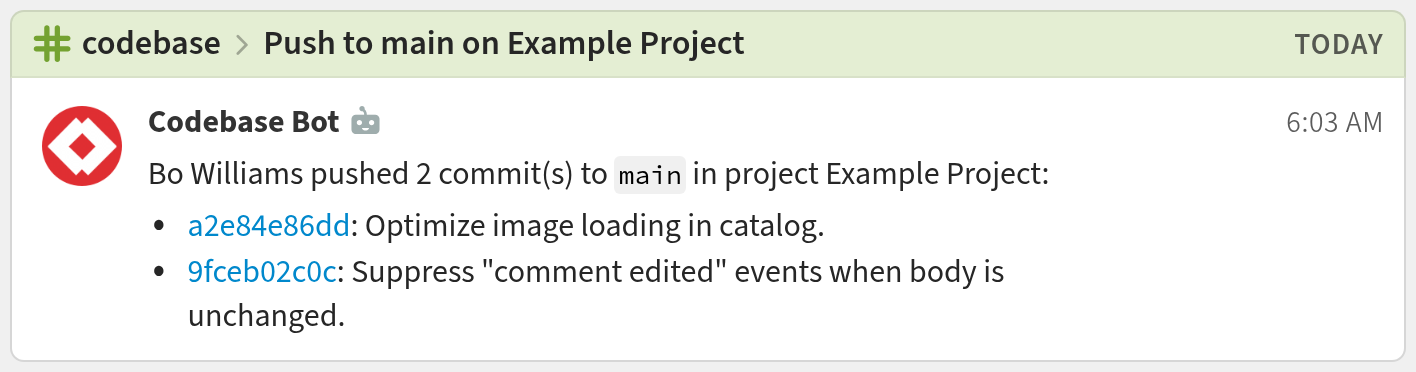 codebase > Push to main on Example Project TODAY
Codebase Bot 6:03 AM
Bo Williams pushed 2 commit(s) to main in project Example Project:
• a2e84e86dd: Optimize image loading in catalog.
• 9fceb02c0c: Suppress "comment edited" events when body is
unchanged.